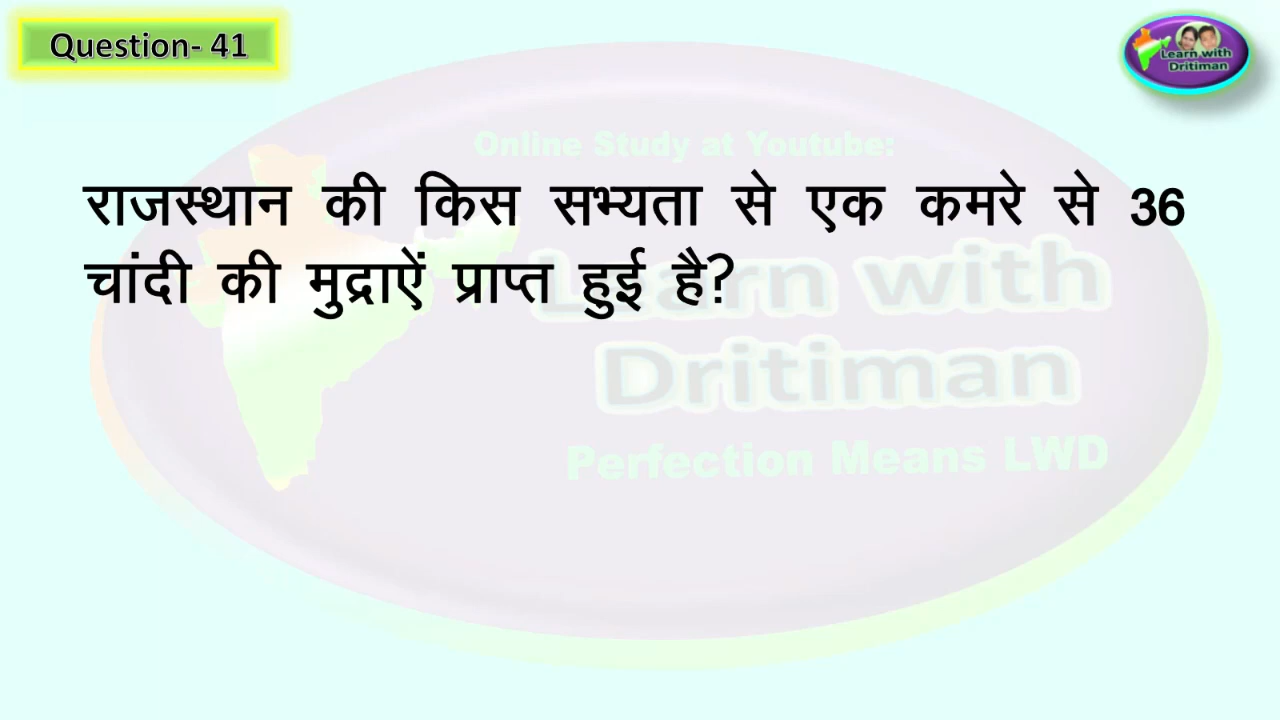 Question- 41
Learn with
Dritiman
Online Study at Youtube:
राजस्थान की किस सभ्यता से एक कमरे से 36
चांदी की मुद्राऐं प्राप्त हुई है?
Learn with
Dritiman
Perfection Means LWD